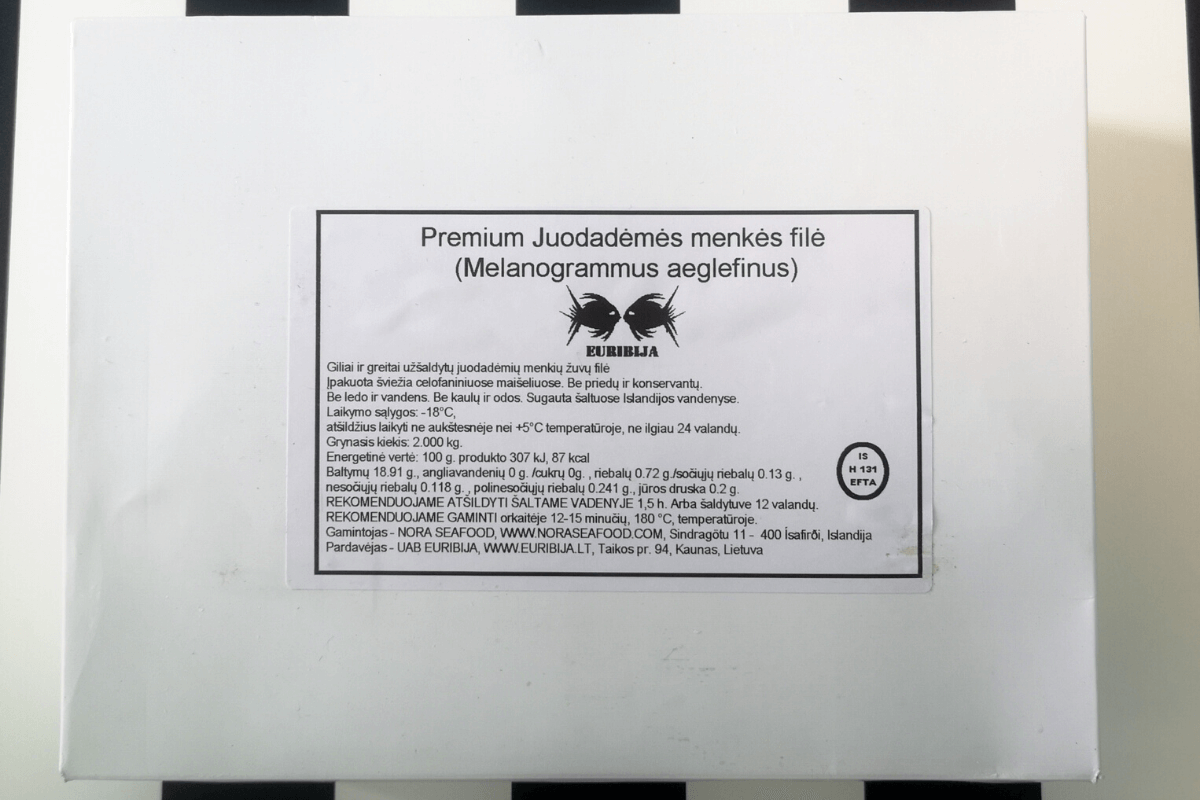 Premium Juodadėmės menkės filė
(Melanogrammus aeglefinus)
EURIBIJA
Giliai ir greitai užšaldytų juodadėmių menkių žuvų filė
Įpakuota šviežia celofaniniuose maišeliuose. Be priedų ir konservantų.
Be ledo ir vandens. Be kaulų ir odos. Sugauta šaltuose Islandijos vandenyse.
Laikymo sąlygos: -18°C,
atšildžius laikyti ne aukštesnėje nei +5°C temperatūroje, ne ilgiau 24 valandų.
Grynasis kiekis: 2.000 kg.
Energetinė vertė: 100 g. produkto 307 kJ, 87 kcal
Baltymų 18.91 g., angliavandenių 0 g. /cukrų 0g. , riebalų 0.72 g./sočiųjų riebalų 0.13 g. ,
nesočiųjų riebalų 0.118 g. , polinesočiųjų riebalų 0.241 g., jūros druska 0.2 g.
REKOMENDUOJAME ATŠILDYTI ŠALTAME VADENYJE 1,5 h. Arba šaldytuve 12 valandų.
REKOMENDUOJAME GAMINTI orkaitėje 12-15 minučių, 180 °C, temperatūroje.
Gamintojas - NORA SEAFOOD, WWW.NORASEAFOOD.COM, Sindragötu 11 - 400 Ísafirði, Islandija
Pardavėjas - UAB EURIBIJA, WWW.EURIBIJA.LT, Taikos pr. 94, Kaunas, Lietuva
IS
H 131
EFTA